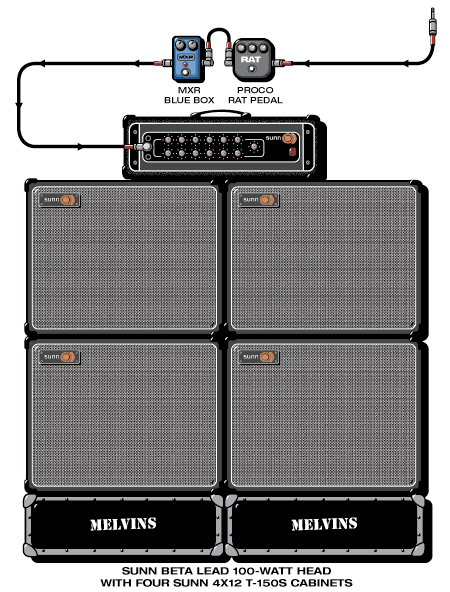 MXR
RAT
MXR
BLUE BOX
PROCO
RAT PEDAL
sunn
sunn
sunn
sunn
sunn
MELVINS
MELVINS
SUNN BETA LEAD 100-WATT HEAD
WITH FOUR SUNN 4X12 T-150S CABINETS